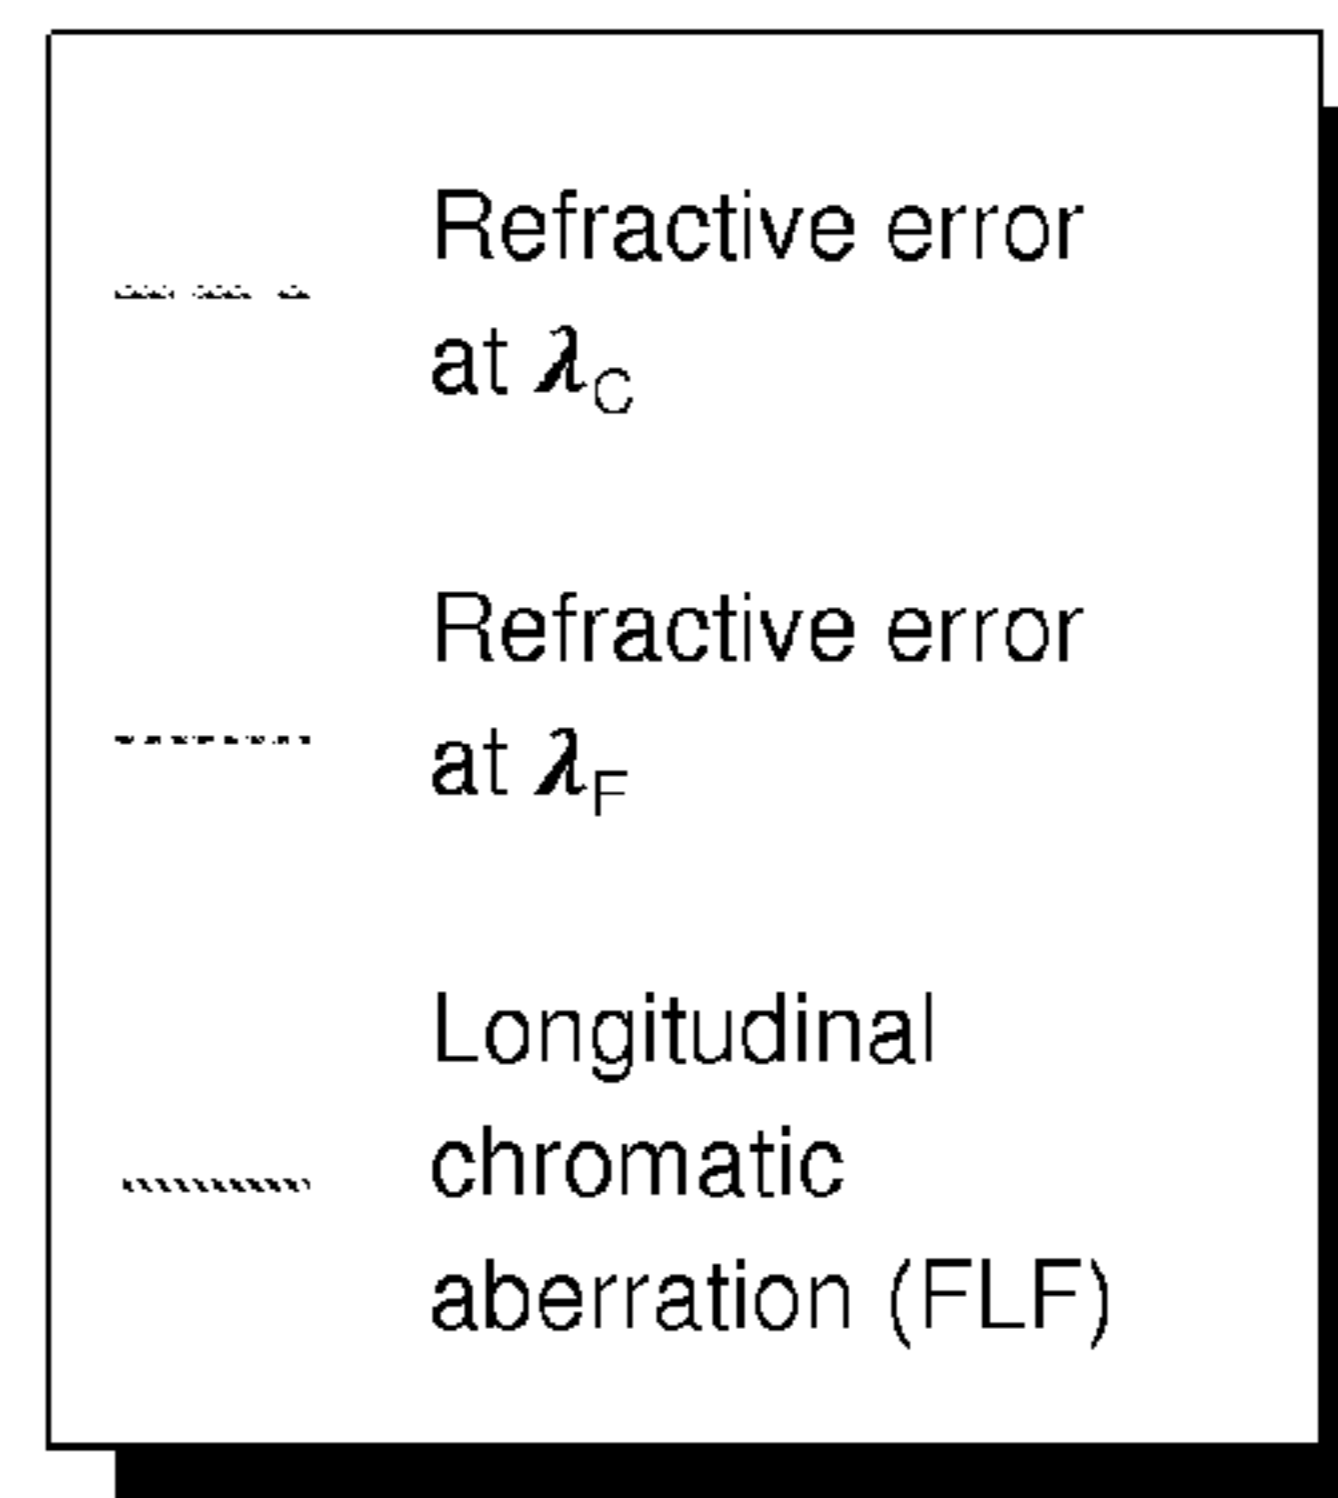 Refractive error
at λC
Refractive error
at λF
Longitudinal
chromatic
aberration (FLF)